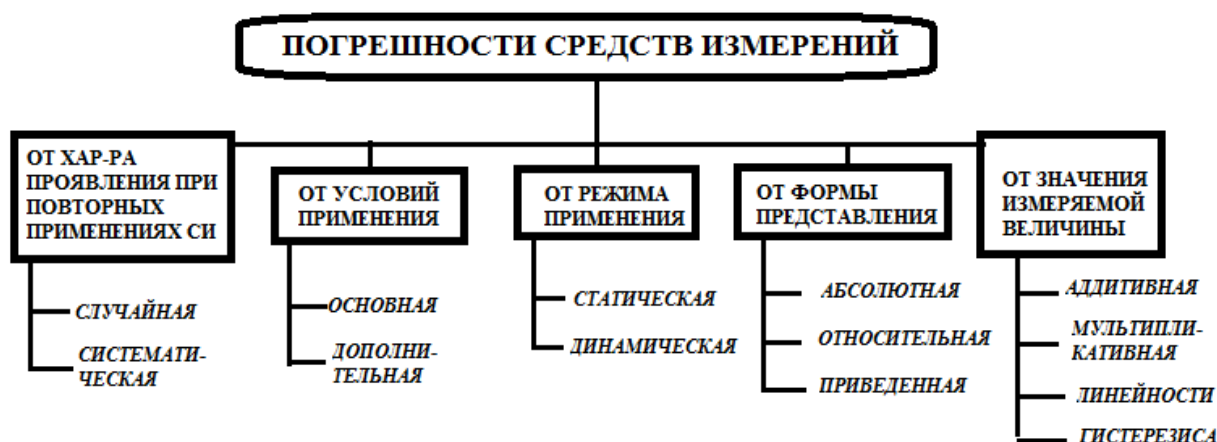 ПОГРЕШНОСТИ СРЕДСТВ ИЗМЕРЕНИЙ
ОТ ХАР-РА
ПРОЯВЛЕНИЯ ПРИ
ПОВТОРНЫХ
ПРИМЕНЕНИЯХ СИ
СЛУЧАЙНАЯ
СИСТЕМАТИ-
ЧЕСКАЯ
ОТ УСЛОВИЙ
ПРИМЕНЕНИЯ
ОСНОВНАЯ
ДОПОЛНИ-
ТЕЛЬНАЯ
ОТ РЕЖИМА
ПРИМЕНЕНИЯ
СТАТИЧЕСКАЯ
ДИНАМИЧЕСКАЯ
ОТ ФОРМЫ
ПРЕДСТАВЛЕНИЯ
АБСОЛЮТНАЯ
ОТНОСИТЕЛЬНАЯ
ПРИВЕДЕННАЯ
ОТ ЗНАЧЕНИЯ
ИЗМЕРЯЕМОЙ
ВЕЛИЧИНЫ
АДДИТИВНАЯ
МУЛЬТИПЛИ-
КАТИВНАЯ
ЛИНЕЙНОСТИ
ГИСТЕРЕЗИСА